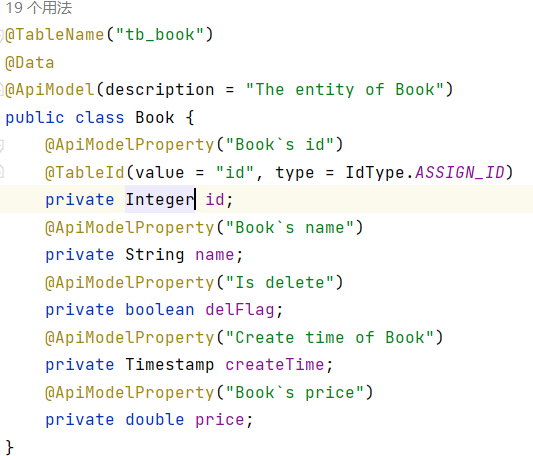 19 个用法
@TableName("tb_book")
@Data
@ApiModel(description = "The entity of Book")
public class Book {
    @ApiModelProperty("Book`s id")
    @TableId(value = "id", type = IdType.ASSIGN_ID)
    private Integer id;
    @ApiModelProperty("Book`s name")
    private String name;
    @ApiModelProperty("Is delete")
    private boolean delFlag;
    @ApiModelProperty("Create time of Book")
    private Timestamp createTime;
    @ApiModelProperty("Book`s price")
    private double price;
}